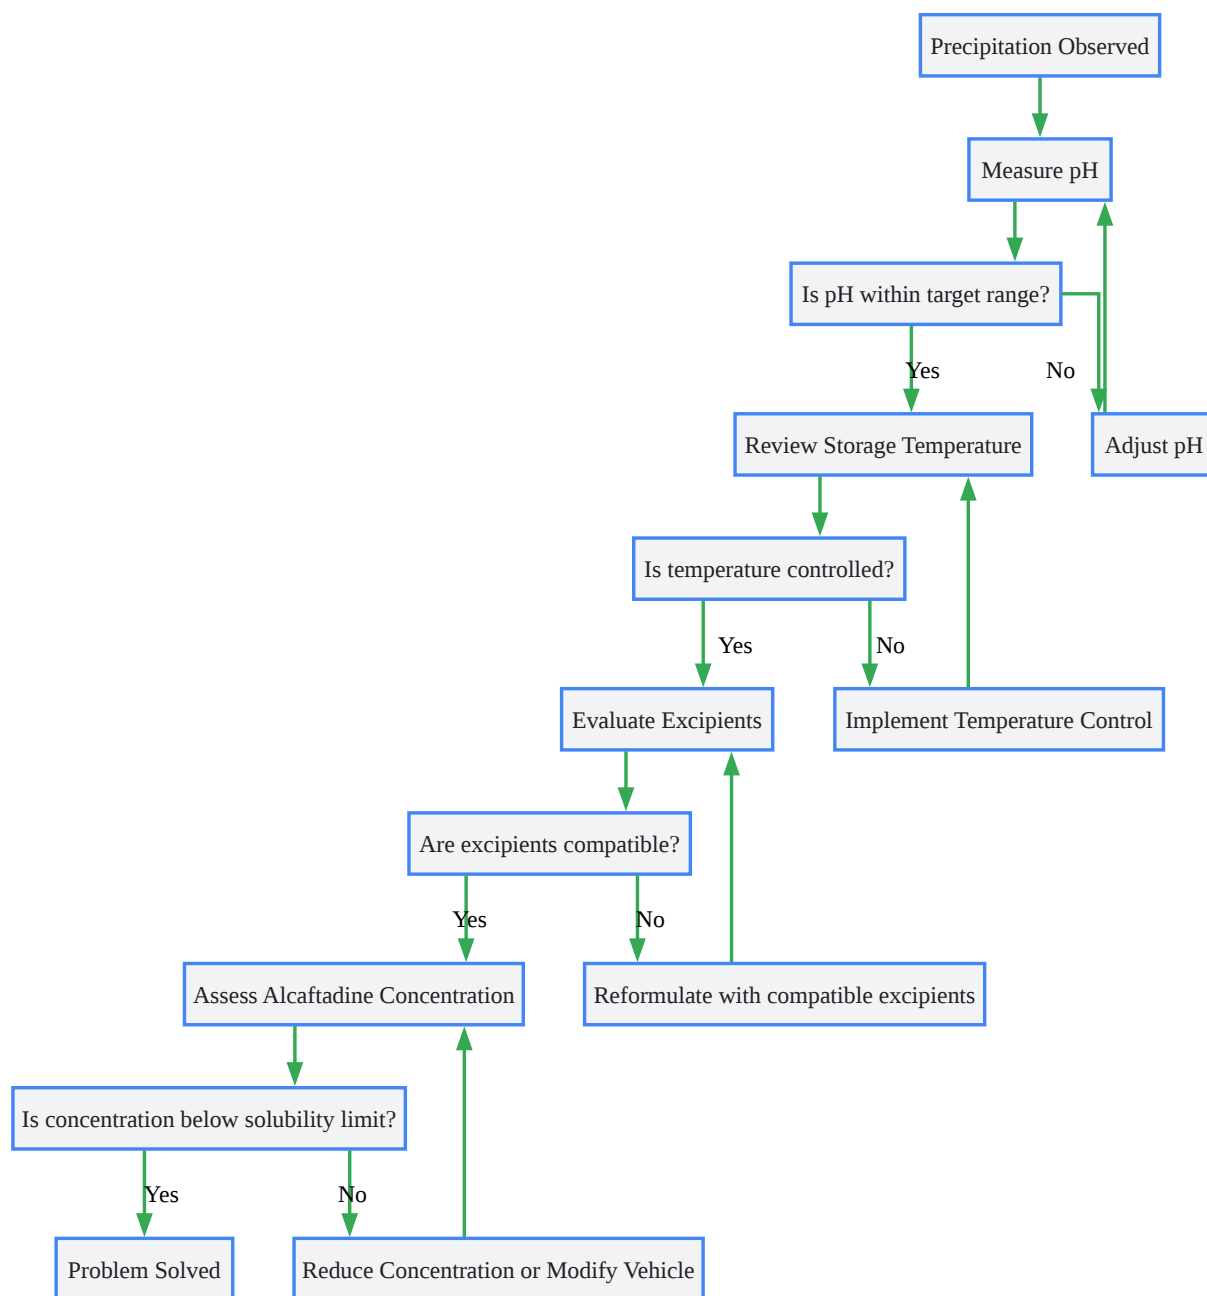 Precipitation Observed
Measure pH
Is pH within target range?
Yes
No
Review Storage Temperature
Adjust pH
Is temperature controlled?
Yes
No
Evaluate Excipients
Implement Temperature Control
Are excipients compatible?
Yes
No
Assess Alcaftadine Concentration
Reformulate with compatible excipients
Is concentration below solubility limit?
Yes
No
Problem Solved
Reduce Concentration or Modify Vehicle